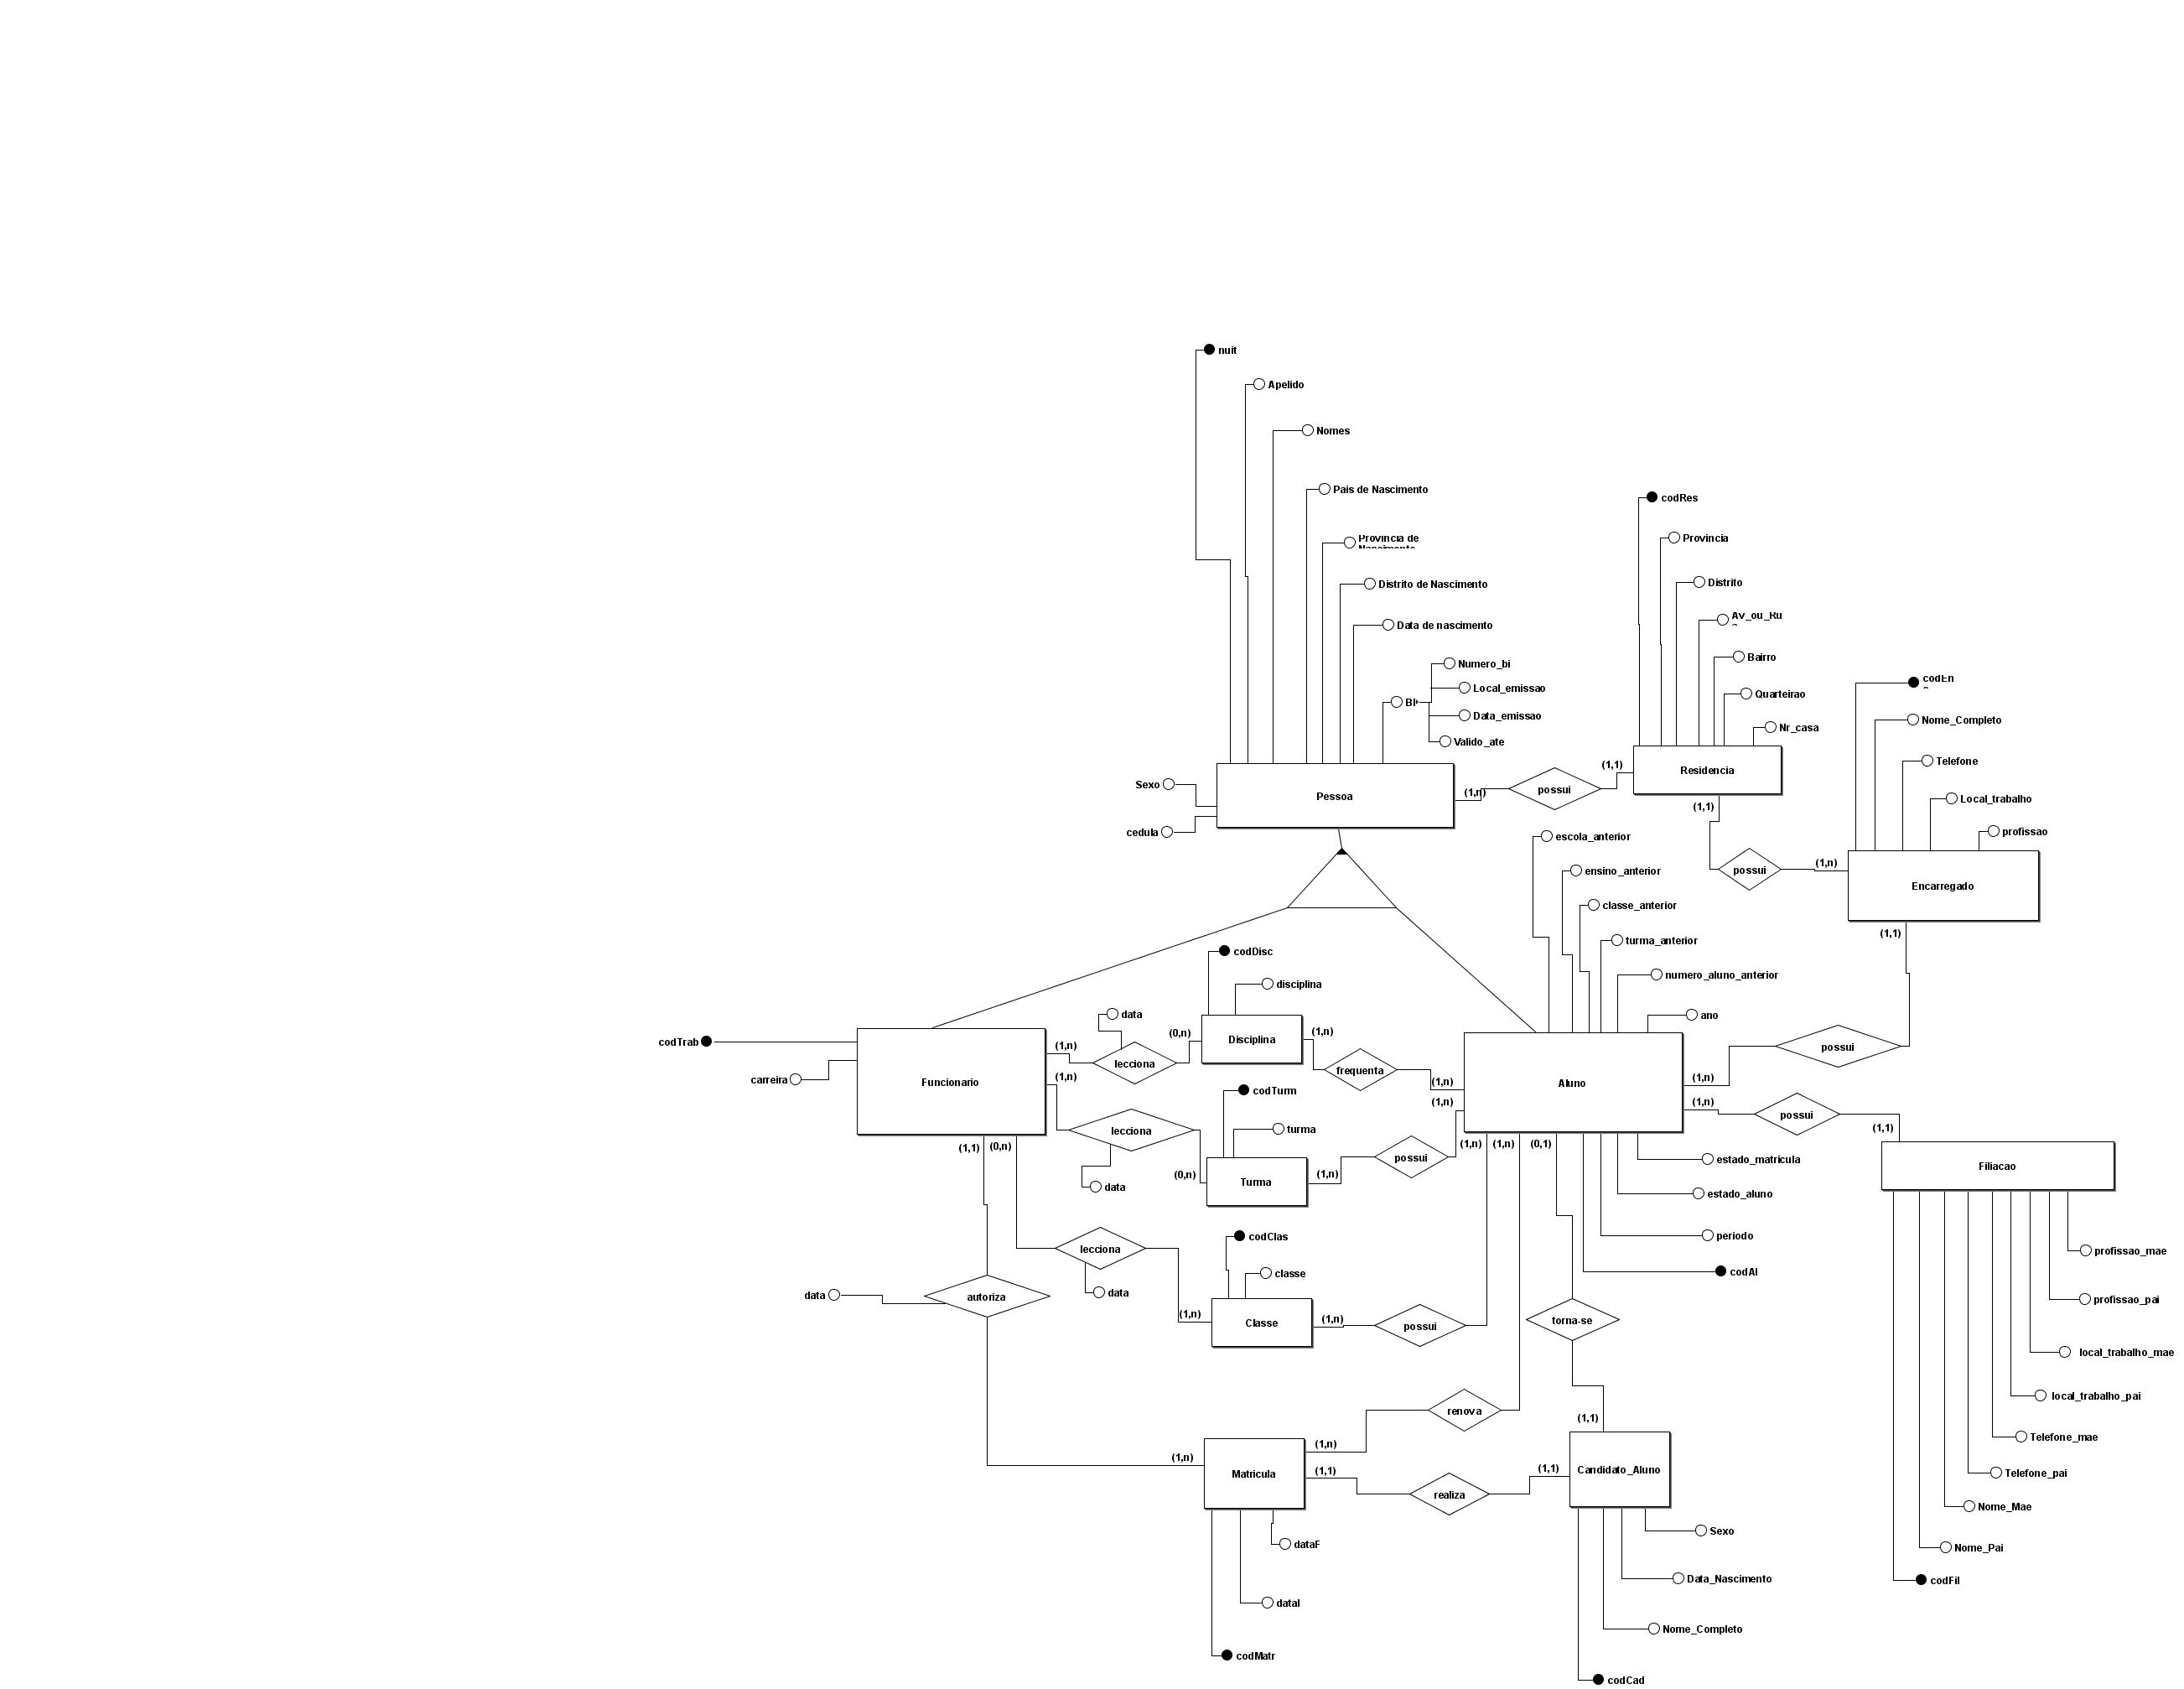 nuit
Apelido
Nomes
Pais de Nascimento
codRes
Provincia
Provincia de
Nascimento
Distrito
Distrito de Nascimento
Av_ou_Ru
Data de nascimento
Bairro
Numero_bi
codEn
Local_emissao
Quarteirao
BI
Data_emissao
Nome_Completo
Nr_casa
Valido_ate
Telefone
(1,1)
Residencia
Sexo
possui
(1,n)
Pessoa
Local_trabalho
(1,1)
cedula
profissao
escola_anterior
(1,n)
possui
ensino_anterior
Encarregado
classe_anterior
(1,1)
turma_anterior
codDisc
numero_aluno_anterior
disciplina
data
ano
(0,n)
(1,n)
Disciplina
codTrab
(1,n)
possui
lecciona
frequenta
carreira
Funcionario
(1,n)
(1,n)
Aluno
(1,n)
codTurm
(1,n)
(1,n)
possui
lecciona
turma
(1,1)
(1,1)
(0,n)
(1,n)
(1,n)
(0,1)
possui
estado_matricula
Filiacao
(0,n)
(1,n)
Turma
data
estado_aluno
codClas
periodo
lecciona
profissao_mae
classe
codAl
data
data
autoriza
profissao_pai
(1,n)
Classe
(1,n)
possui
torna-se
local_trabalho_mae
local_trabalho_pai
renova
(1,1)
Telefone_mae
(1,n)
(1,n)
Matricula
(1,1)
(1,1)
Candidato_Aluno
Telefone_pai
realiza
Nome_Mae
Sexo
dataF
Nome_Pai
Data_Nascimento
codFil
dataI
Nome_Completo
codMatr
codCad